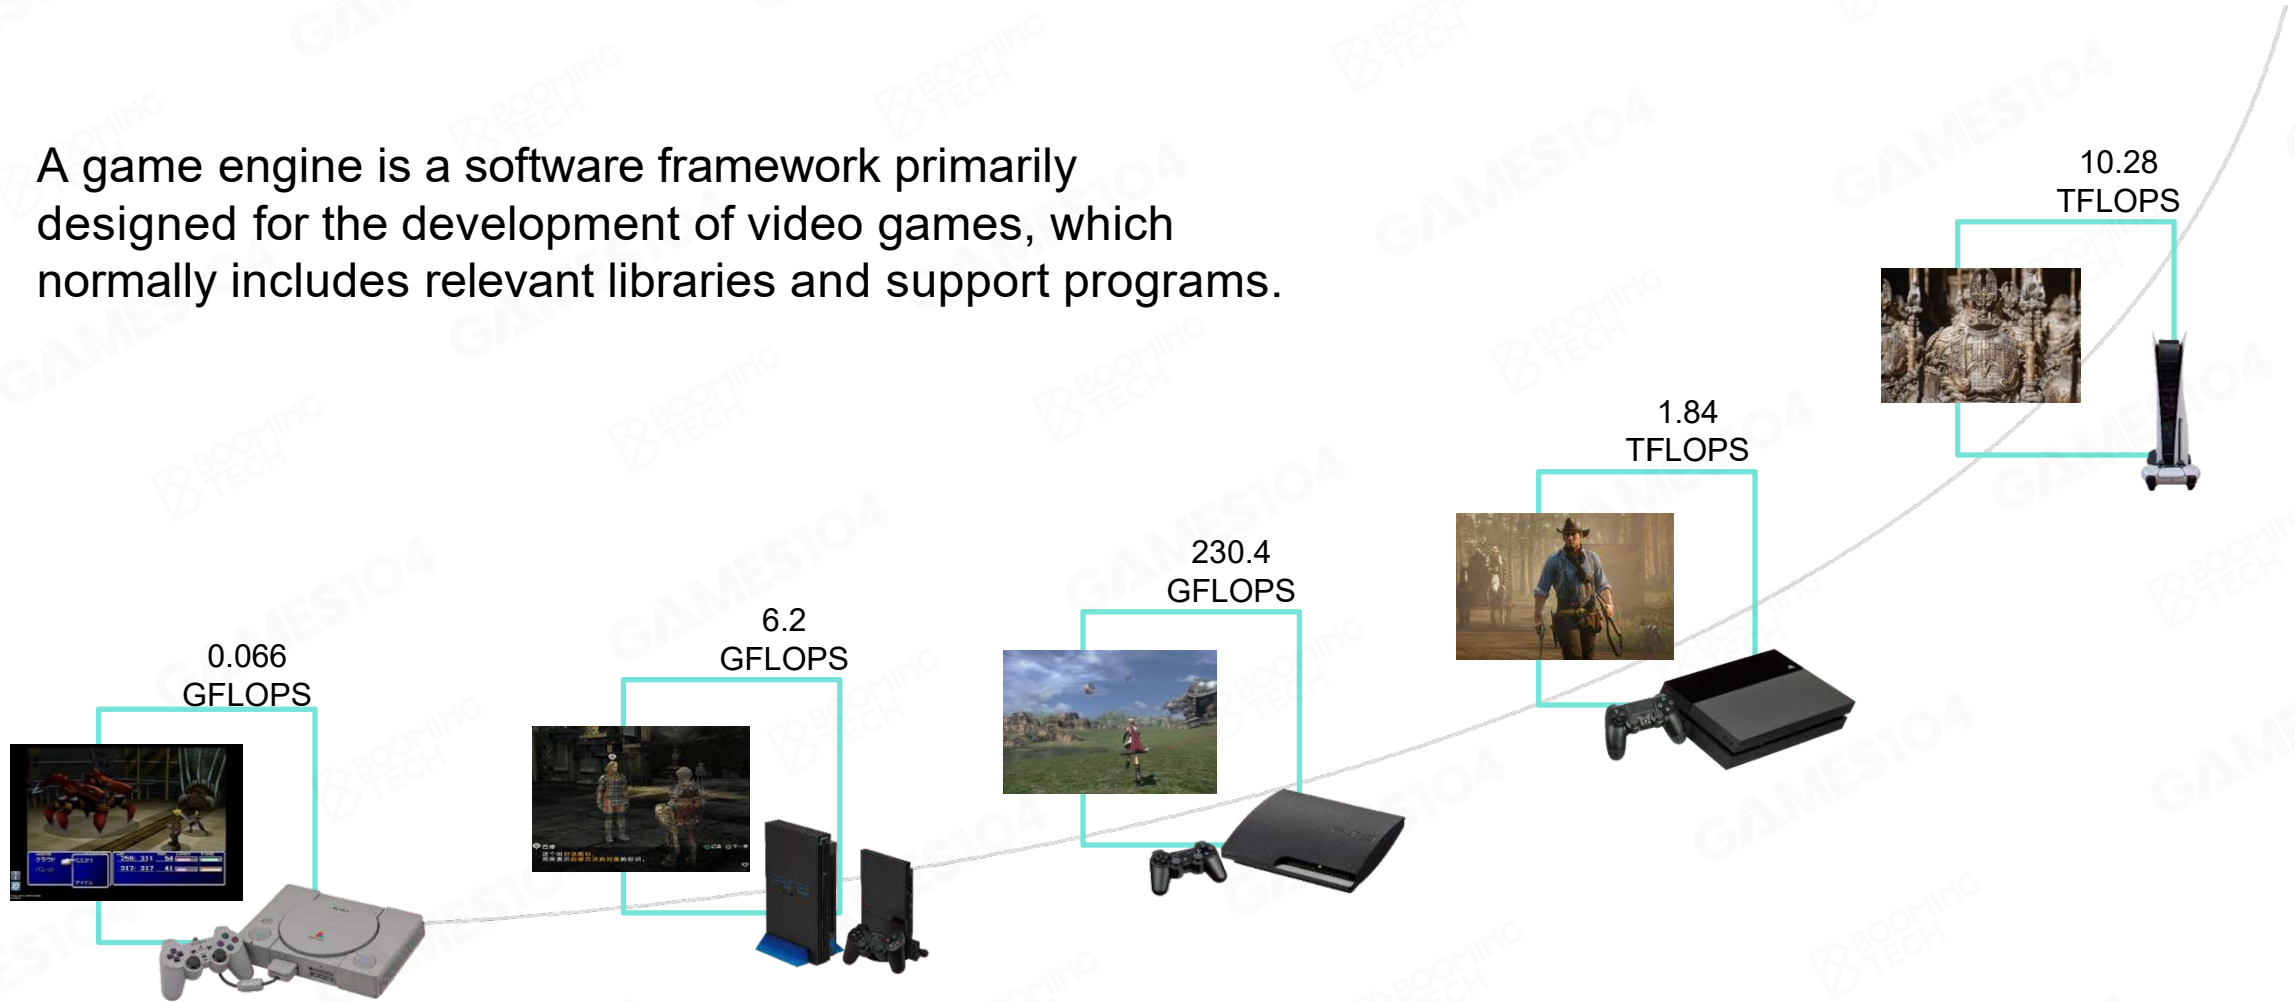 A game engine is a software framework primarily
designed for the development of video games, which
normally includes relevant libraries and support programs.
10.28
TFLOPS
1.84
TFLOPS
230.4
GFLOPS
6.2
GFLOPS
0.066
GFLOPS
GAMES104
BOOMING
TECH